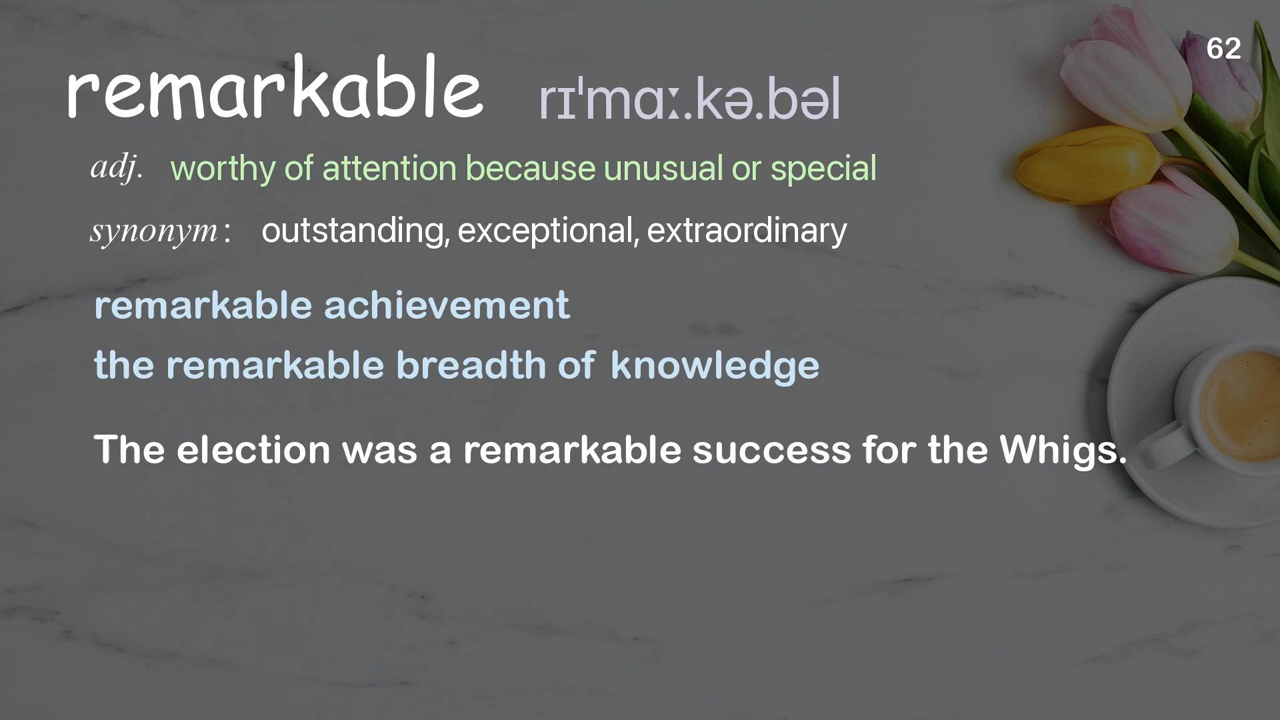 62
remarkable rɪˈmɑː.kə.bəl
adj. worthy of attention because unusual or special
synonym: outstanding, exceptional, extraordinary
remarkable achievement
the remarkable breadth of knowledge
The election was a remarkable success for the Whigs.